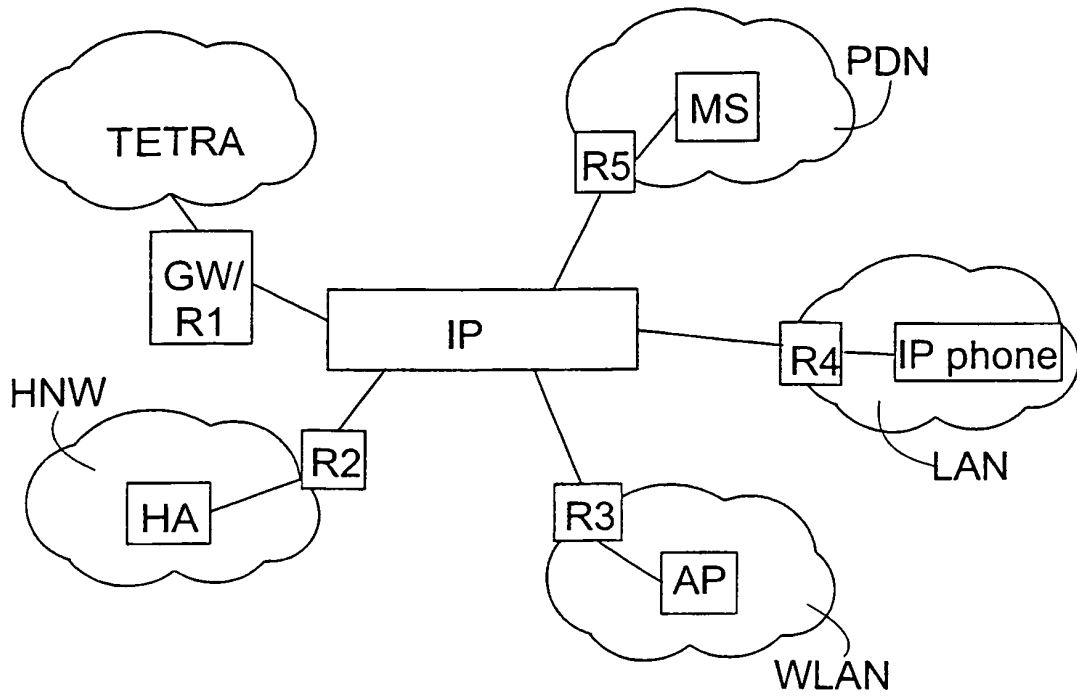 PDN
MS
TETRA
R5
GW/
R1
IP
R4
IP phone
HNW
R2
LAN
HA
R3
AP
WLAN